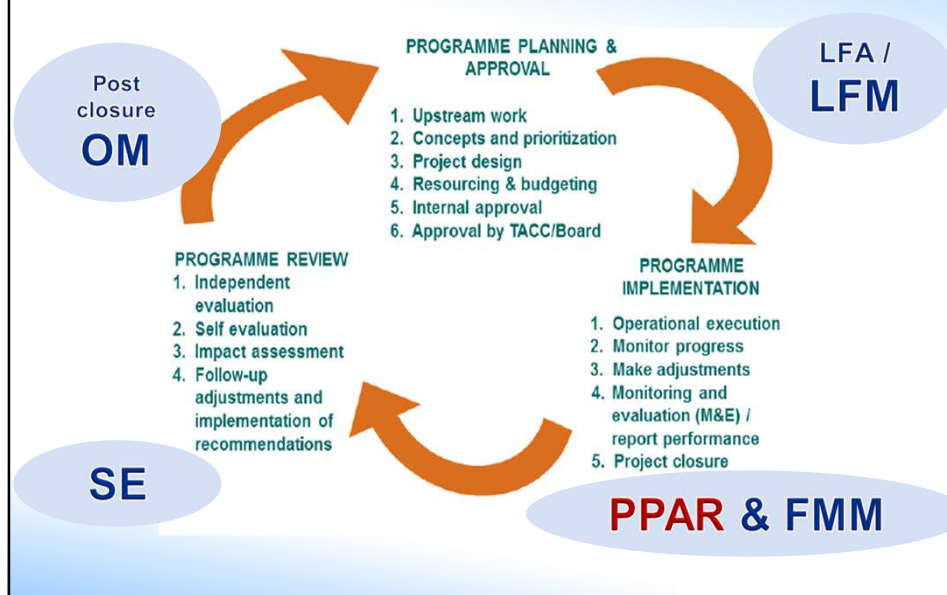 Post
closure
OM
PROGRAMME PLANNING &
APPROVAL
1. Upstream work
2. Concepts and prioritization
3. Project design
4. Resourcing & budgeting
5. Internal approval
6. Approval by TACC/Board
LFA /
LFM
PROGRAMME REVIEW
1. Independent
evaluation
2. Self evaluation
3. Impact assessment
4. Follow-up
adjustments and
implementation of
recommendations
PROGRAMME
IMPLEMENTATION
1. Operational execution
2. Monitor progress
3. Make adjustments
4. Monitoring and
evaluation (M&E) /
report performance
5. Project closure
SE
PPAR & FMM